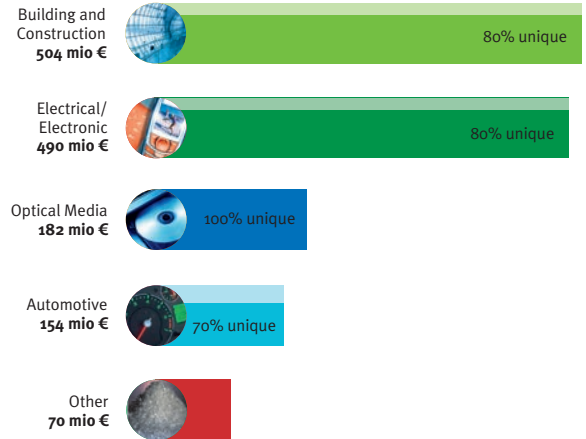 Building and
Construction
504 mio €
80% unique
Electrical/
Electronic
490 mio €
80% unique
Optical Media
182 mio €
100% unique
Automotive
154 mio €
70% unique
Other
70 mio €